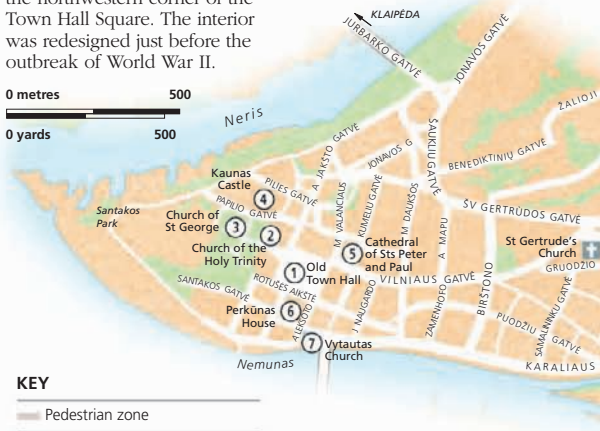 the northwestern corner of the
Town Hall Square. The interior
was redesigned just before the
outbreak of World War II.
0 metres 500
0 yards 500
KLAIPĖDA
JURBARKO GATVĖ
JONAVOS GATVĖ
Neris
ŽALIOJI
A JAKŠTO GATVĖ
JONAVOS G
ŠAUKLIŲ GATVĖ
BENEDIKTINIŲ GATVĖ
Kaunas
Castle
4
PILIES GATVĖ
PAPILIO GATVĖ
M VALANCIAUS
KUMELIŲ GATVĖ
M DAUKŠOS
A MAPU
ŠV GERTRŪDOS GATVĖ
Santakos
Park
Church of
St George
3
2
Church of the
Holy Trinity
5
Cathedral
of Sts Peter
and Paul
St Gertrude's
Church
GRUODŽIO
1
Old
Town Hall
VILNIAUS GATVĖ
SANTAKOS GATVĖ
ROTUŠĖS AIKŠTĖ
Perkūnas
House
6
A LEKSOTO
J NAUGARDO
ZAMENHOFO
BIRŠTONO
PUODZIŲ GATVĖ
SAMALININKŲ GATVĖ
7
Vytautas
Church
KARALIAUS
Nemunas
KEY
Pedestrian zone